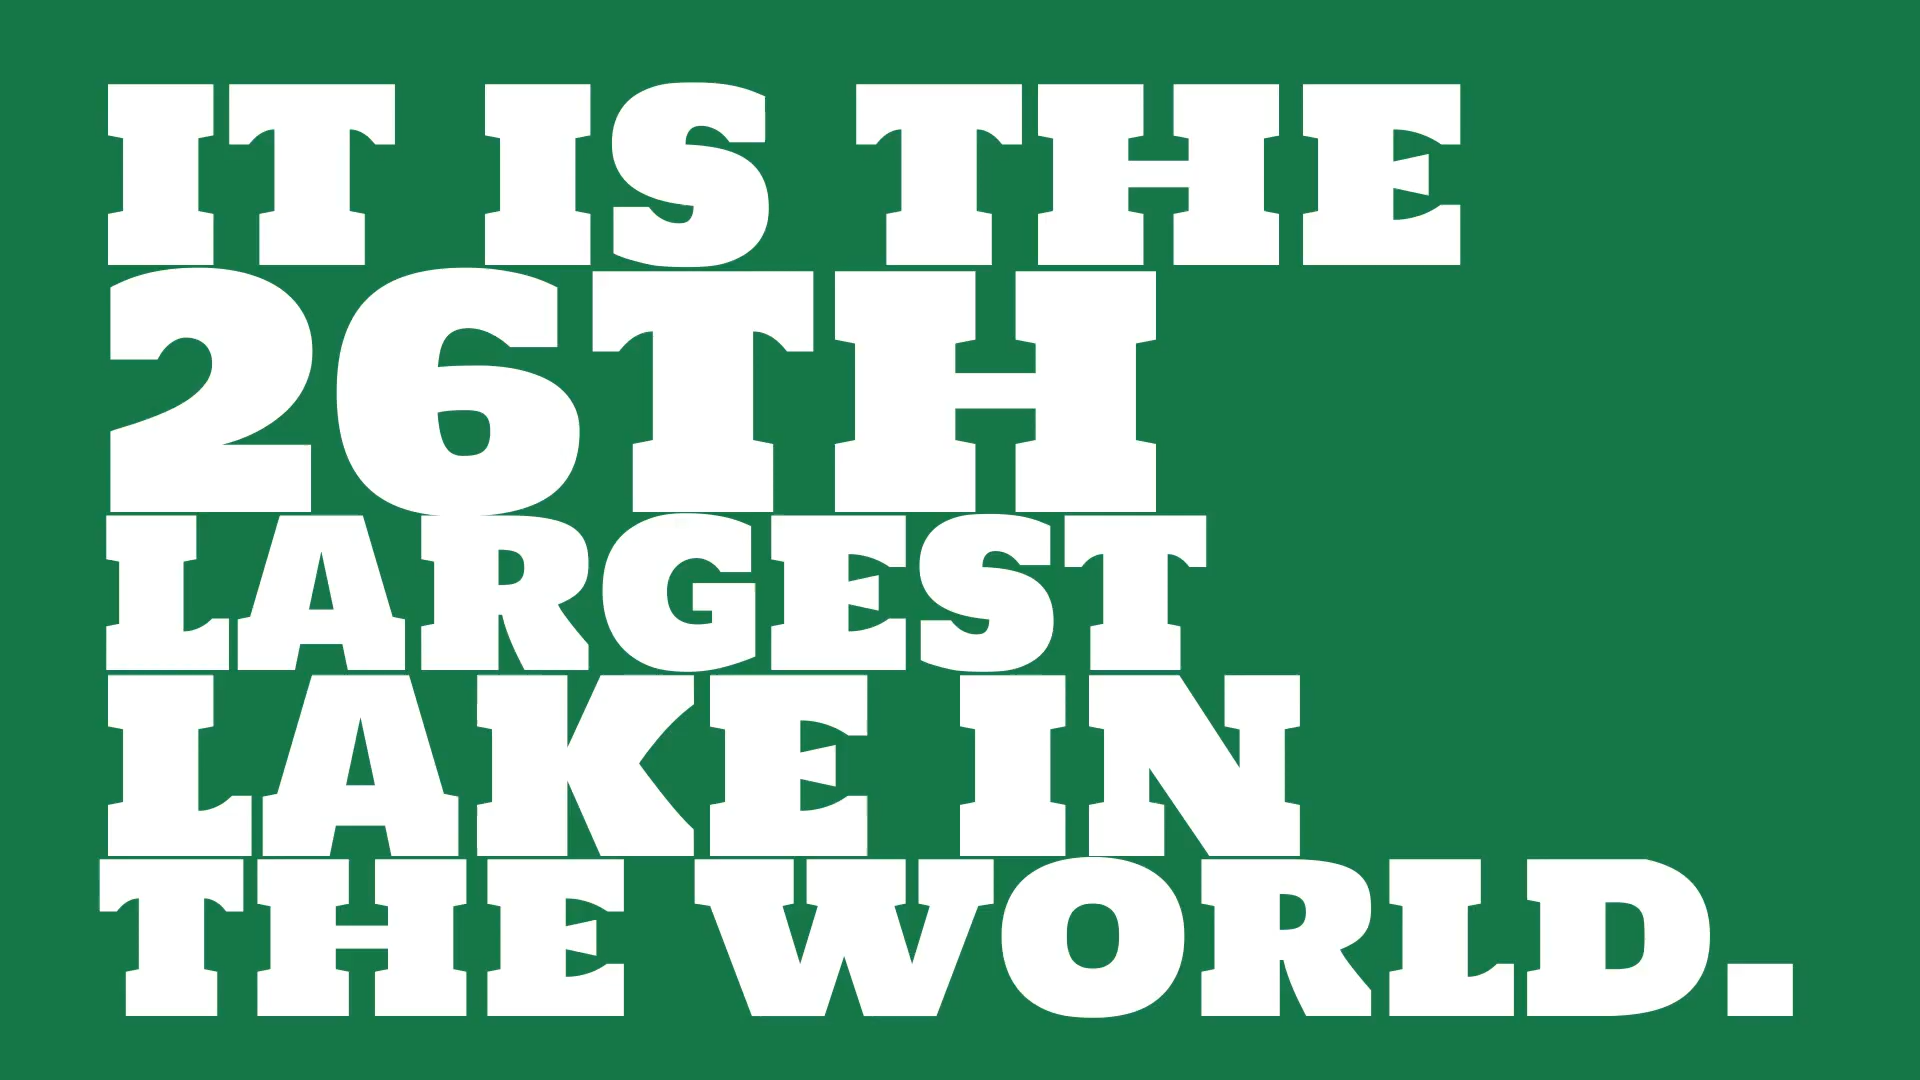 IT IS THE
26TH
LARGEST
LAKE IN
THE WORLD.